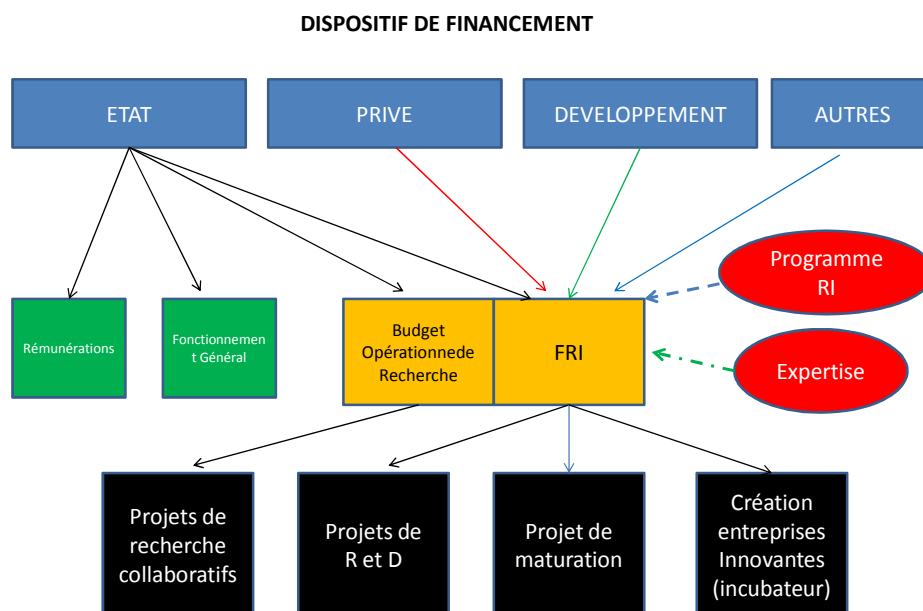 DISPOSITIF DE FINANCEMENT
ETAT
PRIVE
DEVELOPPEMENT
AUTRES
Programme
RI
Rémunérations
Fonctionnemen
t Général
Budget
Opérationnede
Recherche
FRI
Expertise
Projets de
recherche
collaboratifs
Projets de
R et D
Projet de
maturation
Création
entreprises
Innovantes
(incubateur)